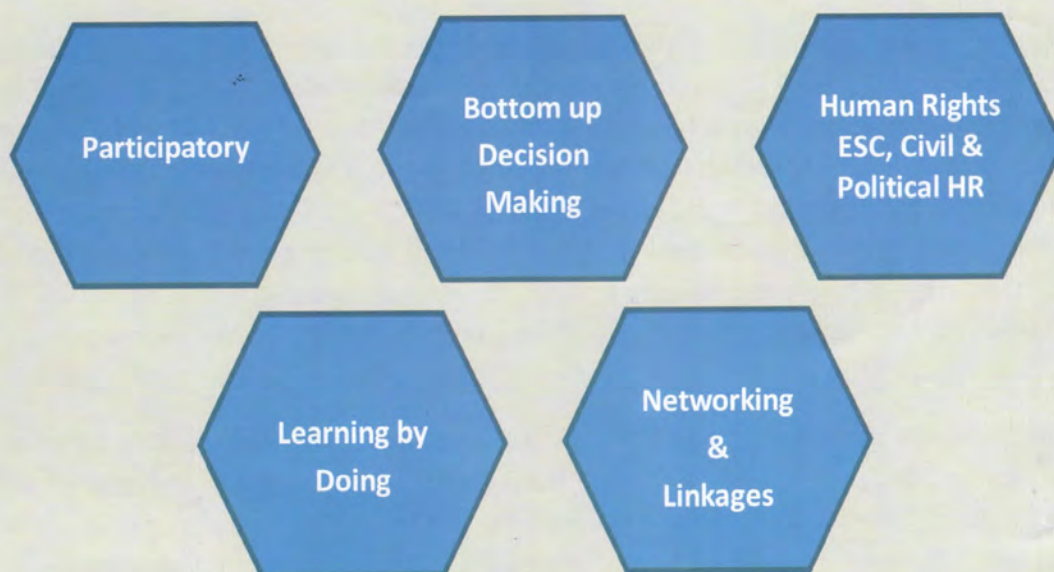 Participatory
Bottom up
Decision
Making
Human Rights
ESC, Civil &
Political HR
Learning by
Doing
Networking
&
Linkages